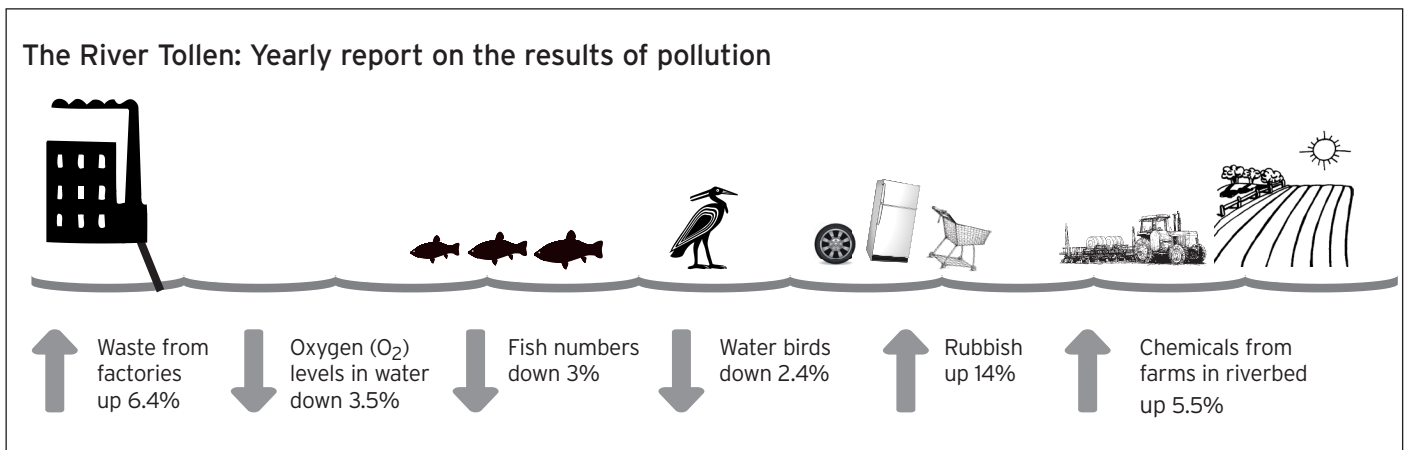 The River Tollen: Yearly report on the results of pollution
Waste from
factories
up 6.4%
Oxygen (O2)
levels in water
down 3.5%
Fish numbers
down 3%
Water birds
down 2.4%
Rubbish
up 14%
Chemicals from
farms in riverbed
up 5.5%